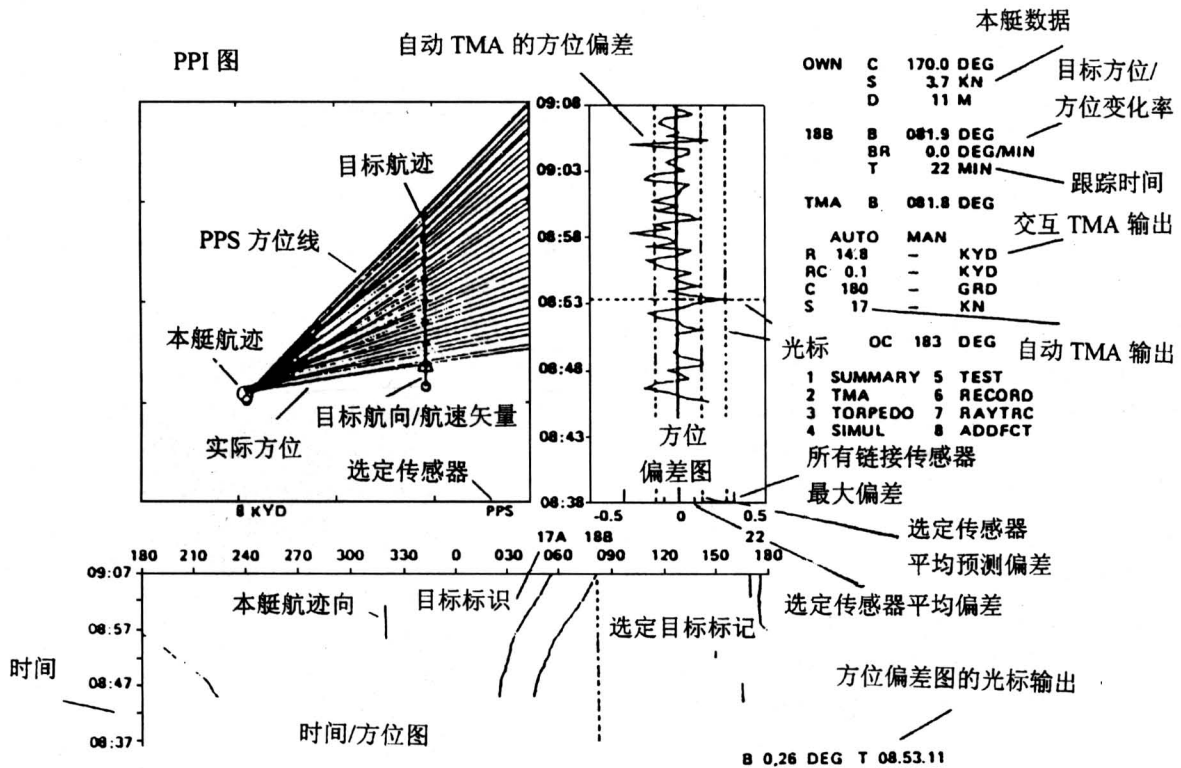 PPI 图
自动 TMA 的方位偏差
本艇数据
OWN C 170.0 DEG
S 3.7 KN
D 11 M
目标方位/
方位变化率
18B B 081.9 DEG
BR 0.0 DEG/MIN
T 22 MIN
跟踪时间
TMA B 081.8 DEG
交互 TMA 输出
AUTO MAN
R 14.8 – KYD
RC 0.1 – KYD
C 180 – GRD
S 17 – KN
OC 183 DEG
自动 TMA 输出
1 SUMMARY 5 TEST
2 TMA 6 RECORD
3 TORPEDO 7 RAYTRC
4 SIMUL 8 ADDFCT
目标航迹
PPS 方位线
本艇航迹
目标航向/航速矢量
实际方位
选定传感器
8 KYD
PPS
09:08
09:03
08:58
08:53
08:48
08:43
08:38
光标
方位
偏差图
-0.5 0 0.5
所有链接传感器
最大偏差
选定传感器
平均预测偏差
选定传感器平均偏差
17A 18B 22
180 210 240 300 330 0 030 060 090 120 150 180
09:07
08:57
08:47
08:37
时间
本艇航迹向
目标标识
选定目标标记
时间/方位图
方位偏差图的光标输出
B 0,26 DEG T 08.53.11